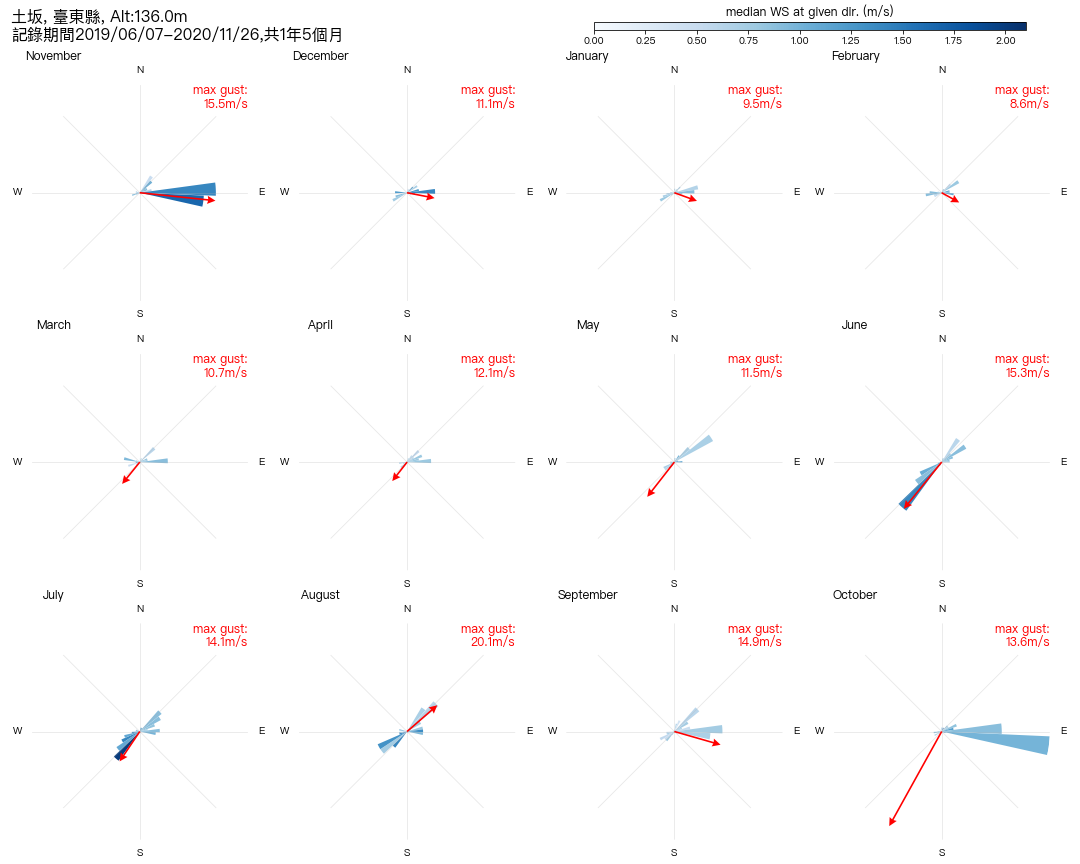 土坂, 臺東縣, Alt:136.0m
記錄期間2019/06/07-2020/11/26,共1年5個月
median WS at given dir. (m/s)
0.00 0.25 0.50 0.75 1.00 1.25 1.50 1.75 2.00
November
N
max gust:
15.5m/s
W
E
S
December
N
max gust:
11.1m/s
W
E
January
max gust:
9.5m/s
W
E
February
N
max gust:
8.6m/s
W
E
S
March
N
max gust:
10.7m/s
W
E
S
April
N
max gust:
12.1m/s
W
E
May
max gust:
11.5m/s
W
E
June
N
max gust:
15.3m/s
W
E
S
July
N
max gust:
14.1m/s
W
E
S
August
N
max gust:
20.1m/s
W
E
September
max gust:
14.9m/s
W
E
October
N
max gust:
13.6m/s
W
E
S